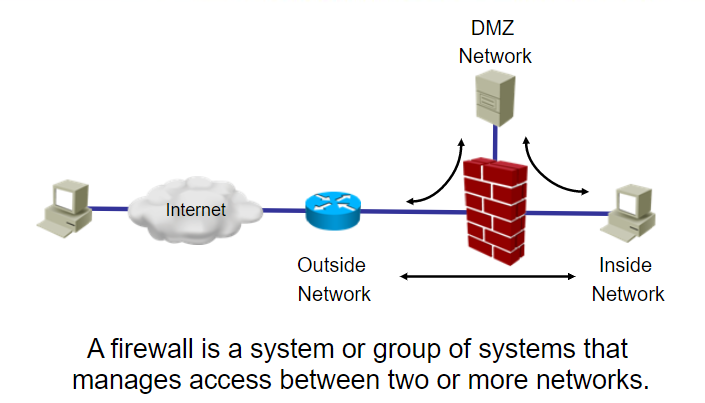 DMZ
Network
Internet
Outside
Network
Inside
Network
A firewall is a system or group of systems that
manages access between two or more networks.